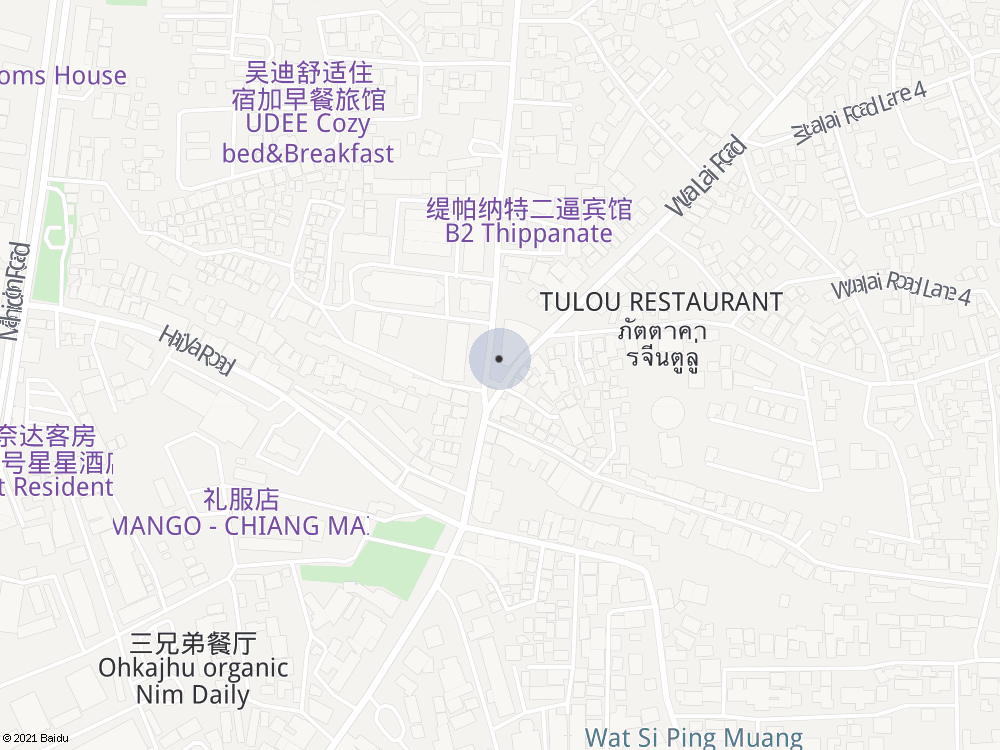 oms House
吴迪舒适住
宿加早餐旅馆
UDEE Cozy
bed&Breakfast
Wualai Road Lane 4
Wua Lai Road
缇帕纳特二逼宾馆
B2 Thippanate
Wualai Road Lane 4
TULOU RESTAURANT
ภัตตาคา
รจีนตูลู่
Haiya Road
奈达客房
号星星酒店
t Resident
礼服店
MANGO - CHIANG MAI
三兄弟餐厅
Ohkajhu organic
Nim Daily
Wat Si Ping Muang
© 2021 Baidu